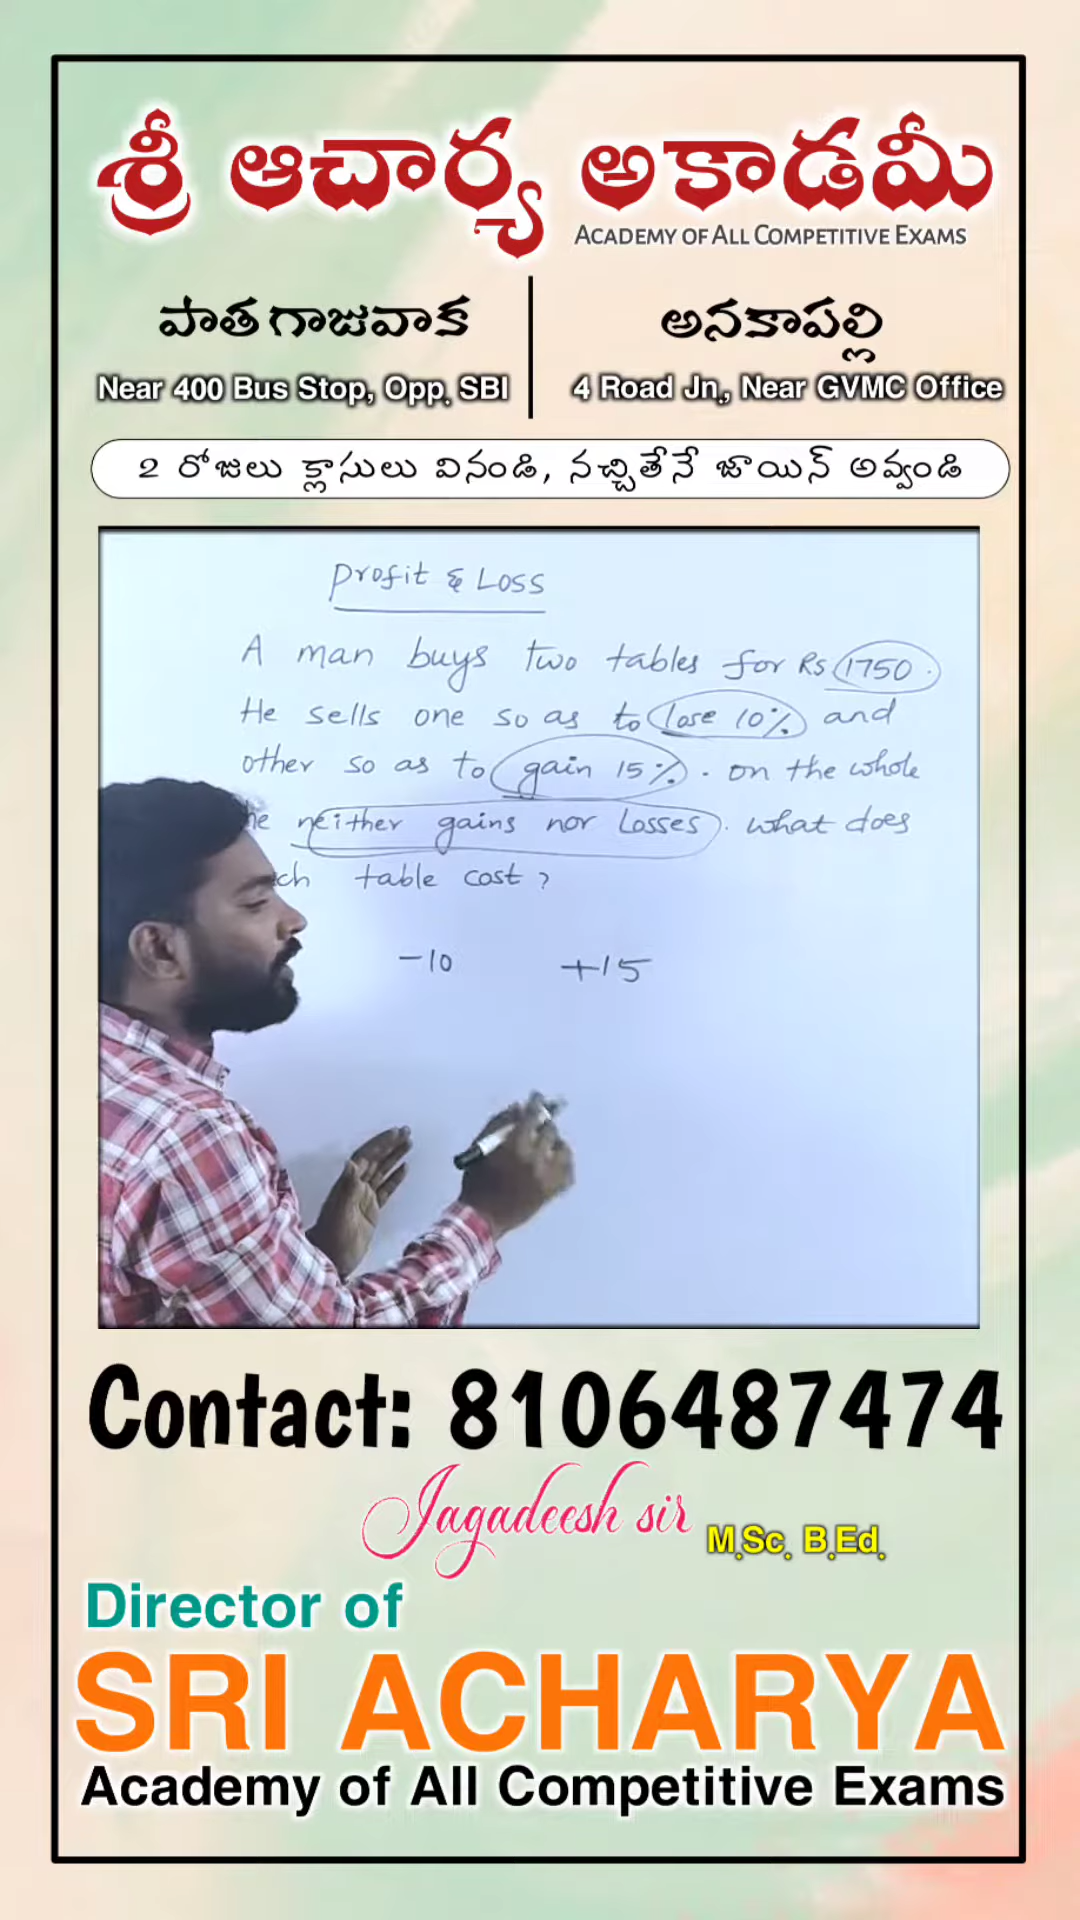 శ్రీ ఆచార్య అకాడమీ
ACADEMY OF ALL COMPETITIVE EXAMS
పాతగాజువాక
Near 400 Bus Stop, Opp. SBI
అనకాపల్లి
4 Road Jn., Near GVMC Office
2 రోజులు క్లాసులు వినండి, నచ్చితేనే జాయిన్ అవ్వండి
Profit & Loss
A man buys two tables for Rs 1750.
He sells one so as to lose 10% and
other so as to gain 15%. on the whole
he neither gains nor Losses. what does
table cost?
-10 +15
Contact: 8106487474
Jagadeesh sir M.Sc. B.Ed.
Director of
SRI ACHARYA
Academy of All Competitive Exams